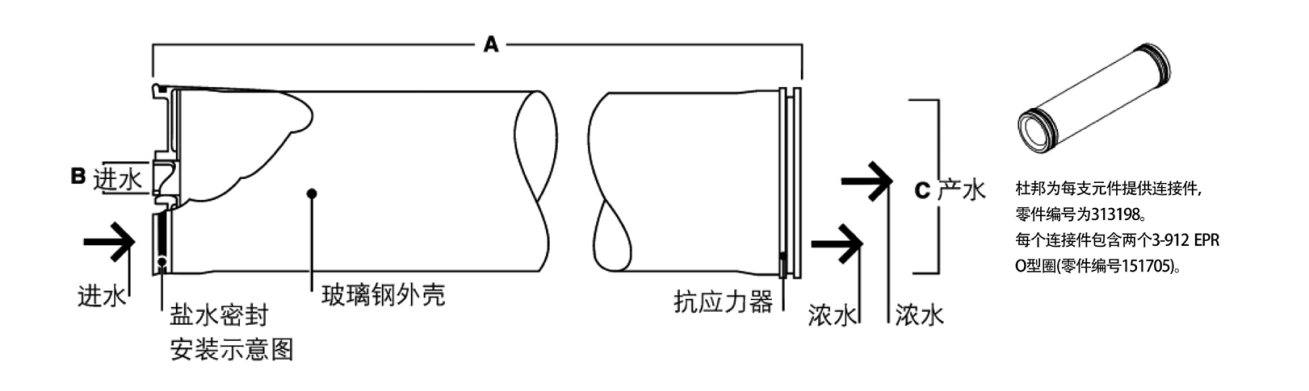 A
B 进水
C 产水
进水
盐水密封
安装示意图
玻璃钢外壳
抗应力器
浓水
浓水
杜邦为每支元件提供连接件,
零件编号为313198。
每个连接件包含两个3-912 EPR
O型圈(零件编号151705)。